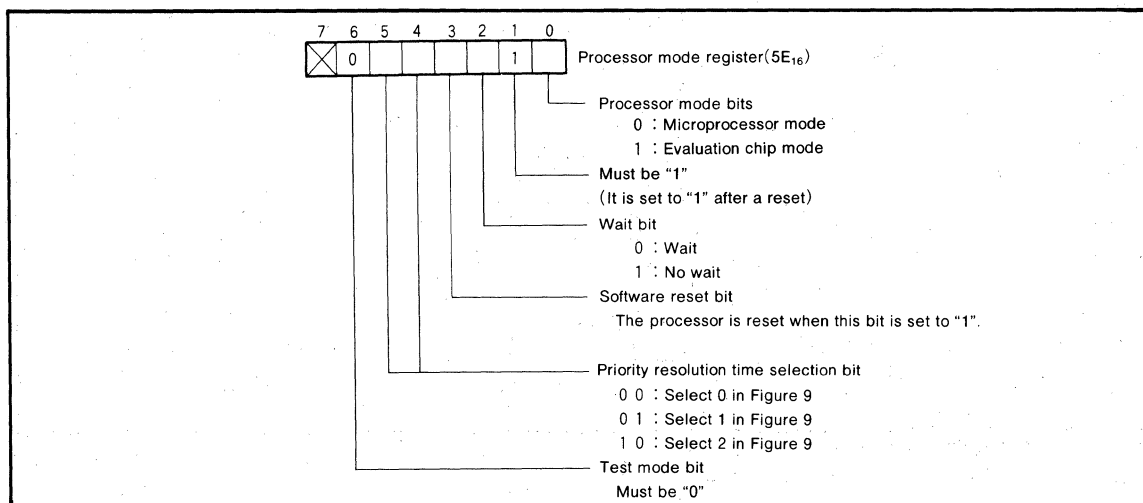 7 6 5 4 3 2 1 0
0 1 Processor mode register(5E₁₆)
Processor mode bits
0 : Microprocessor mode
1 : Evaluation chip mode
Must be “1”
(It is set to “1” after a reset)
Wait bit
0 : Wait
1 : No wait
Software reset bit
The processor is reset when this bit is set to “1”.
Priority resolution time selection bit
0 0 : Select 0 in Figure 9
0 1 : Select 1 in Figure 9
1 0 : Select 2 in Figure 9
Test mode bit
Must be “0”